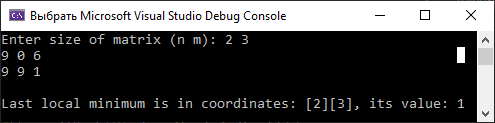 Выбрать Microsoft Visual Studio Debug Console
Enter size of matrix (n m): 2 3
9 0 6
9 9 1
Last local minimum is in coordinates: [2][3], its value: 1